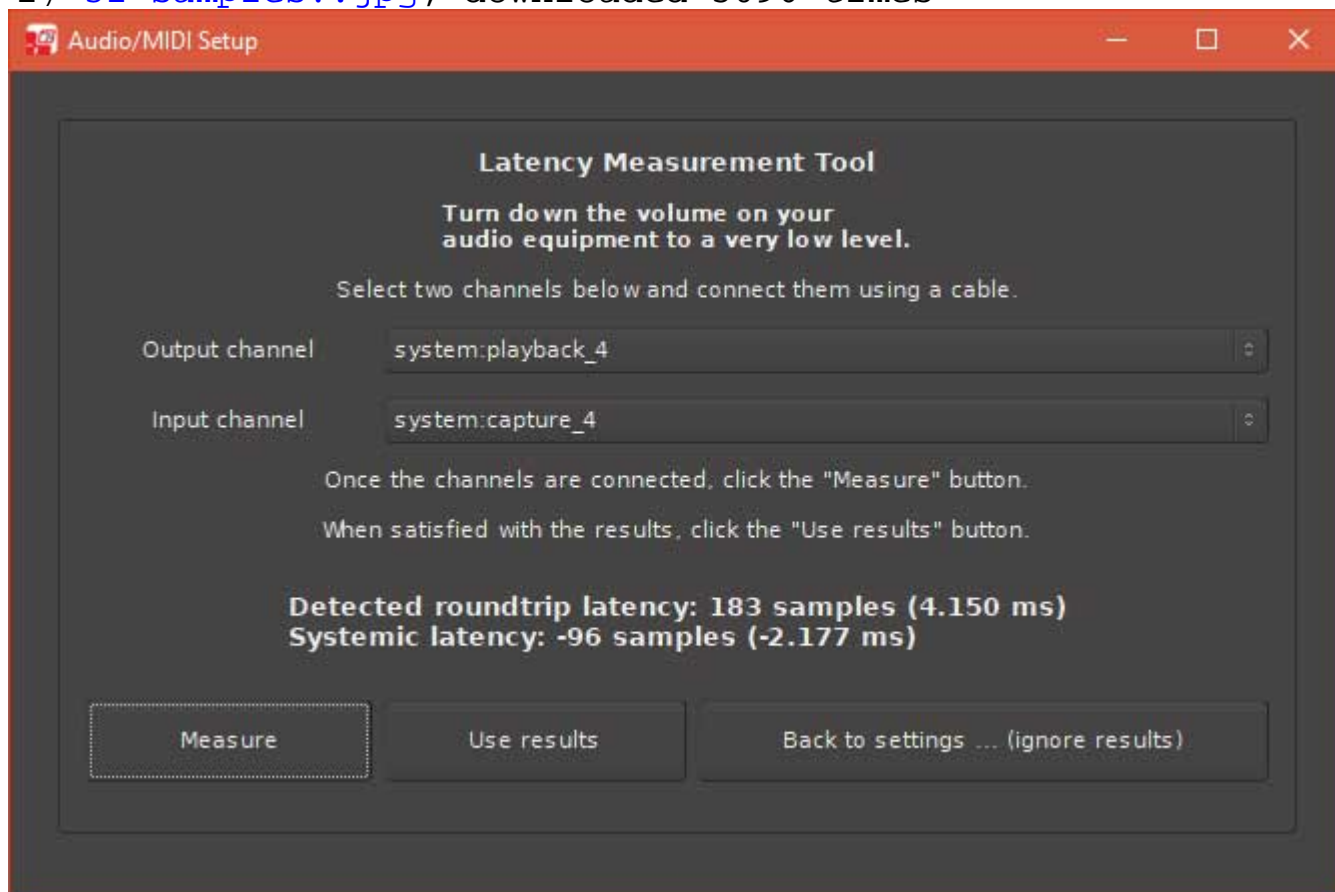 Audio/MIDI Setup
Latency Measurement Tool
Turn down the volume on your
audio equipment to a very low level.
Select two channels below and connect them using a cable.
Output channel system:playback_4
Input channel system:capture_4
Once the channels are connected, click the "Measure" button.
When satisfied with the results, click the "Use results" button.
Detected roundtrip latency: 183 samples (4.150 ms)
Systemic latency: -96 samples (-2.177 ms)
Measure Use results Back to settings ... (ignore results)